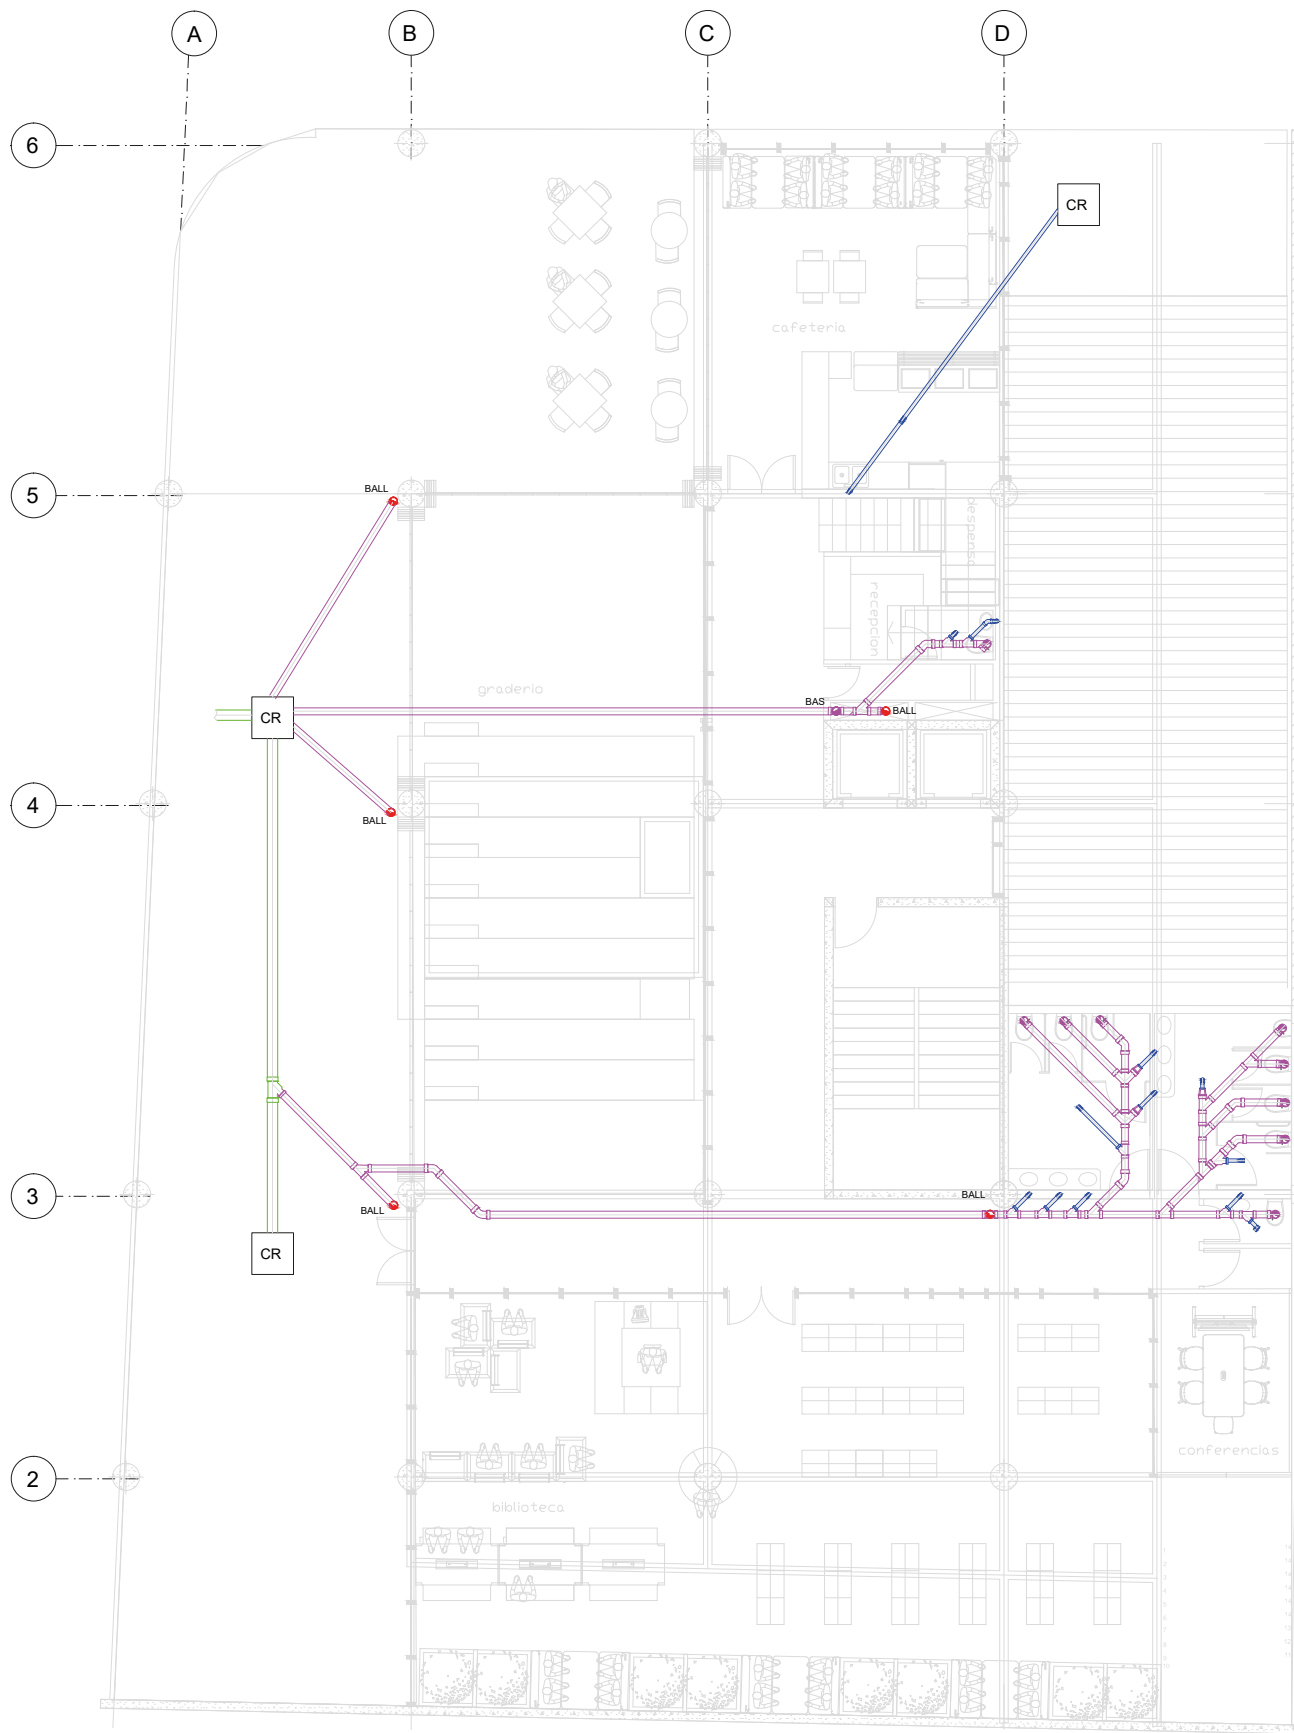 A
B
C
D
6
CR
cafeteria
BALL
5
despensa
recepcion
graderio
BAS
BALL
CR
4
BALL
3
BALL
BALL
CR
conferencias
2
biblioteca